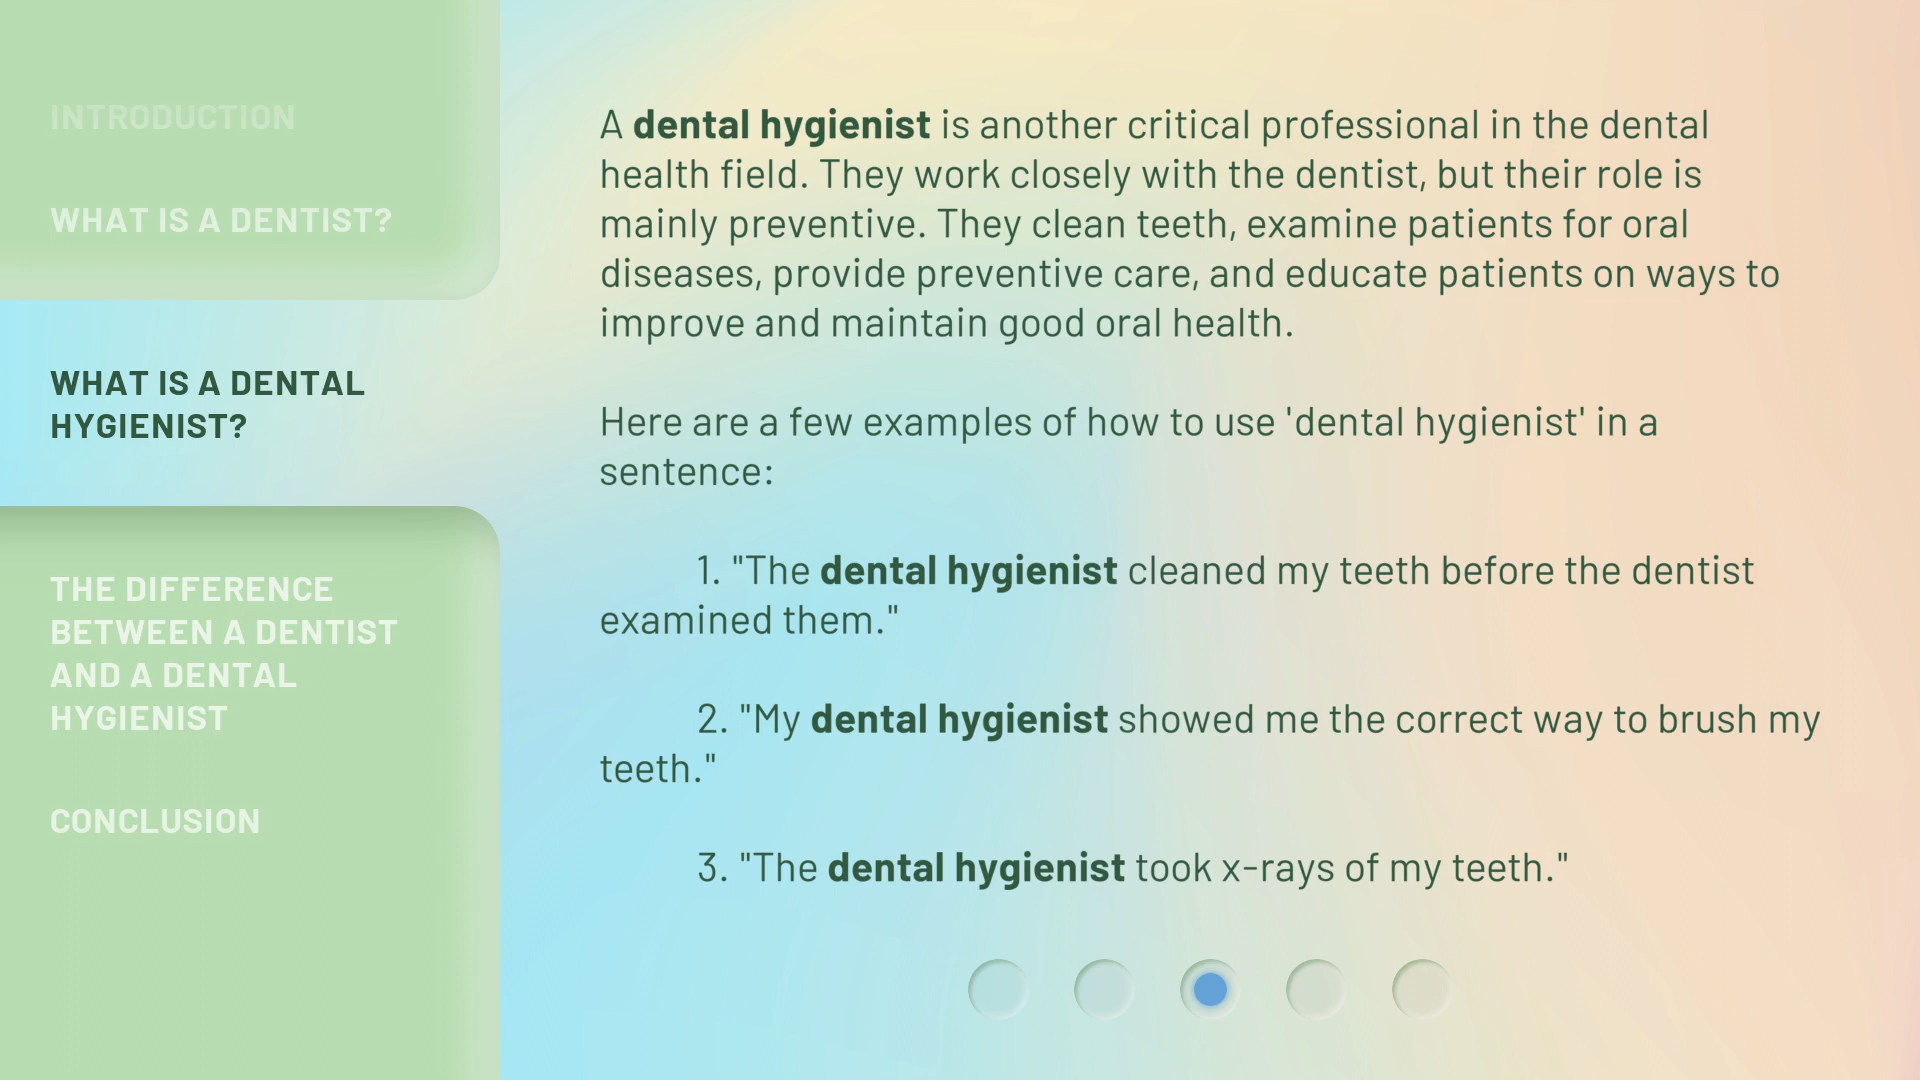 INTRODUCTION
WHAT IS A DENTIST?
WHAT IS A DENTAL
HYGIENIST?
THE DIFFERENCE
BETWEEN A DENTIST
AND A DENTAL
HYGIENIST
CONCLUSION
A dental hygienist is another critical professional in the dental
health field. They work closely with the dentist, but their role is
mainly preventive. They clean teeth, examine patients for oral
diseases, provide preventive care, and educate patients on ways to
improve and maintain good oral health.
Here are a few examples of how to use 'dental hygienist' in a
sentence:
1. "The dental hygienist cleaned my teeth before the dentist
examined them."
2. "My dental hygienist showed me the correct way to brush my
teeth."
3. "The dental hygienist took x-rays of my teeth."